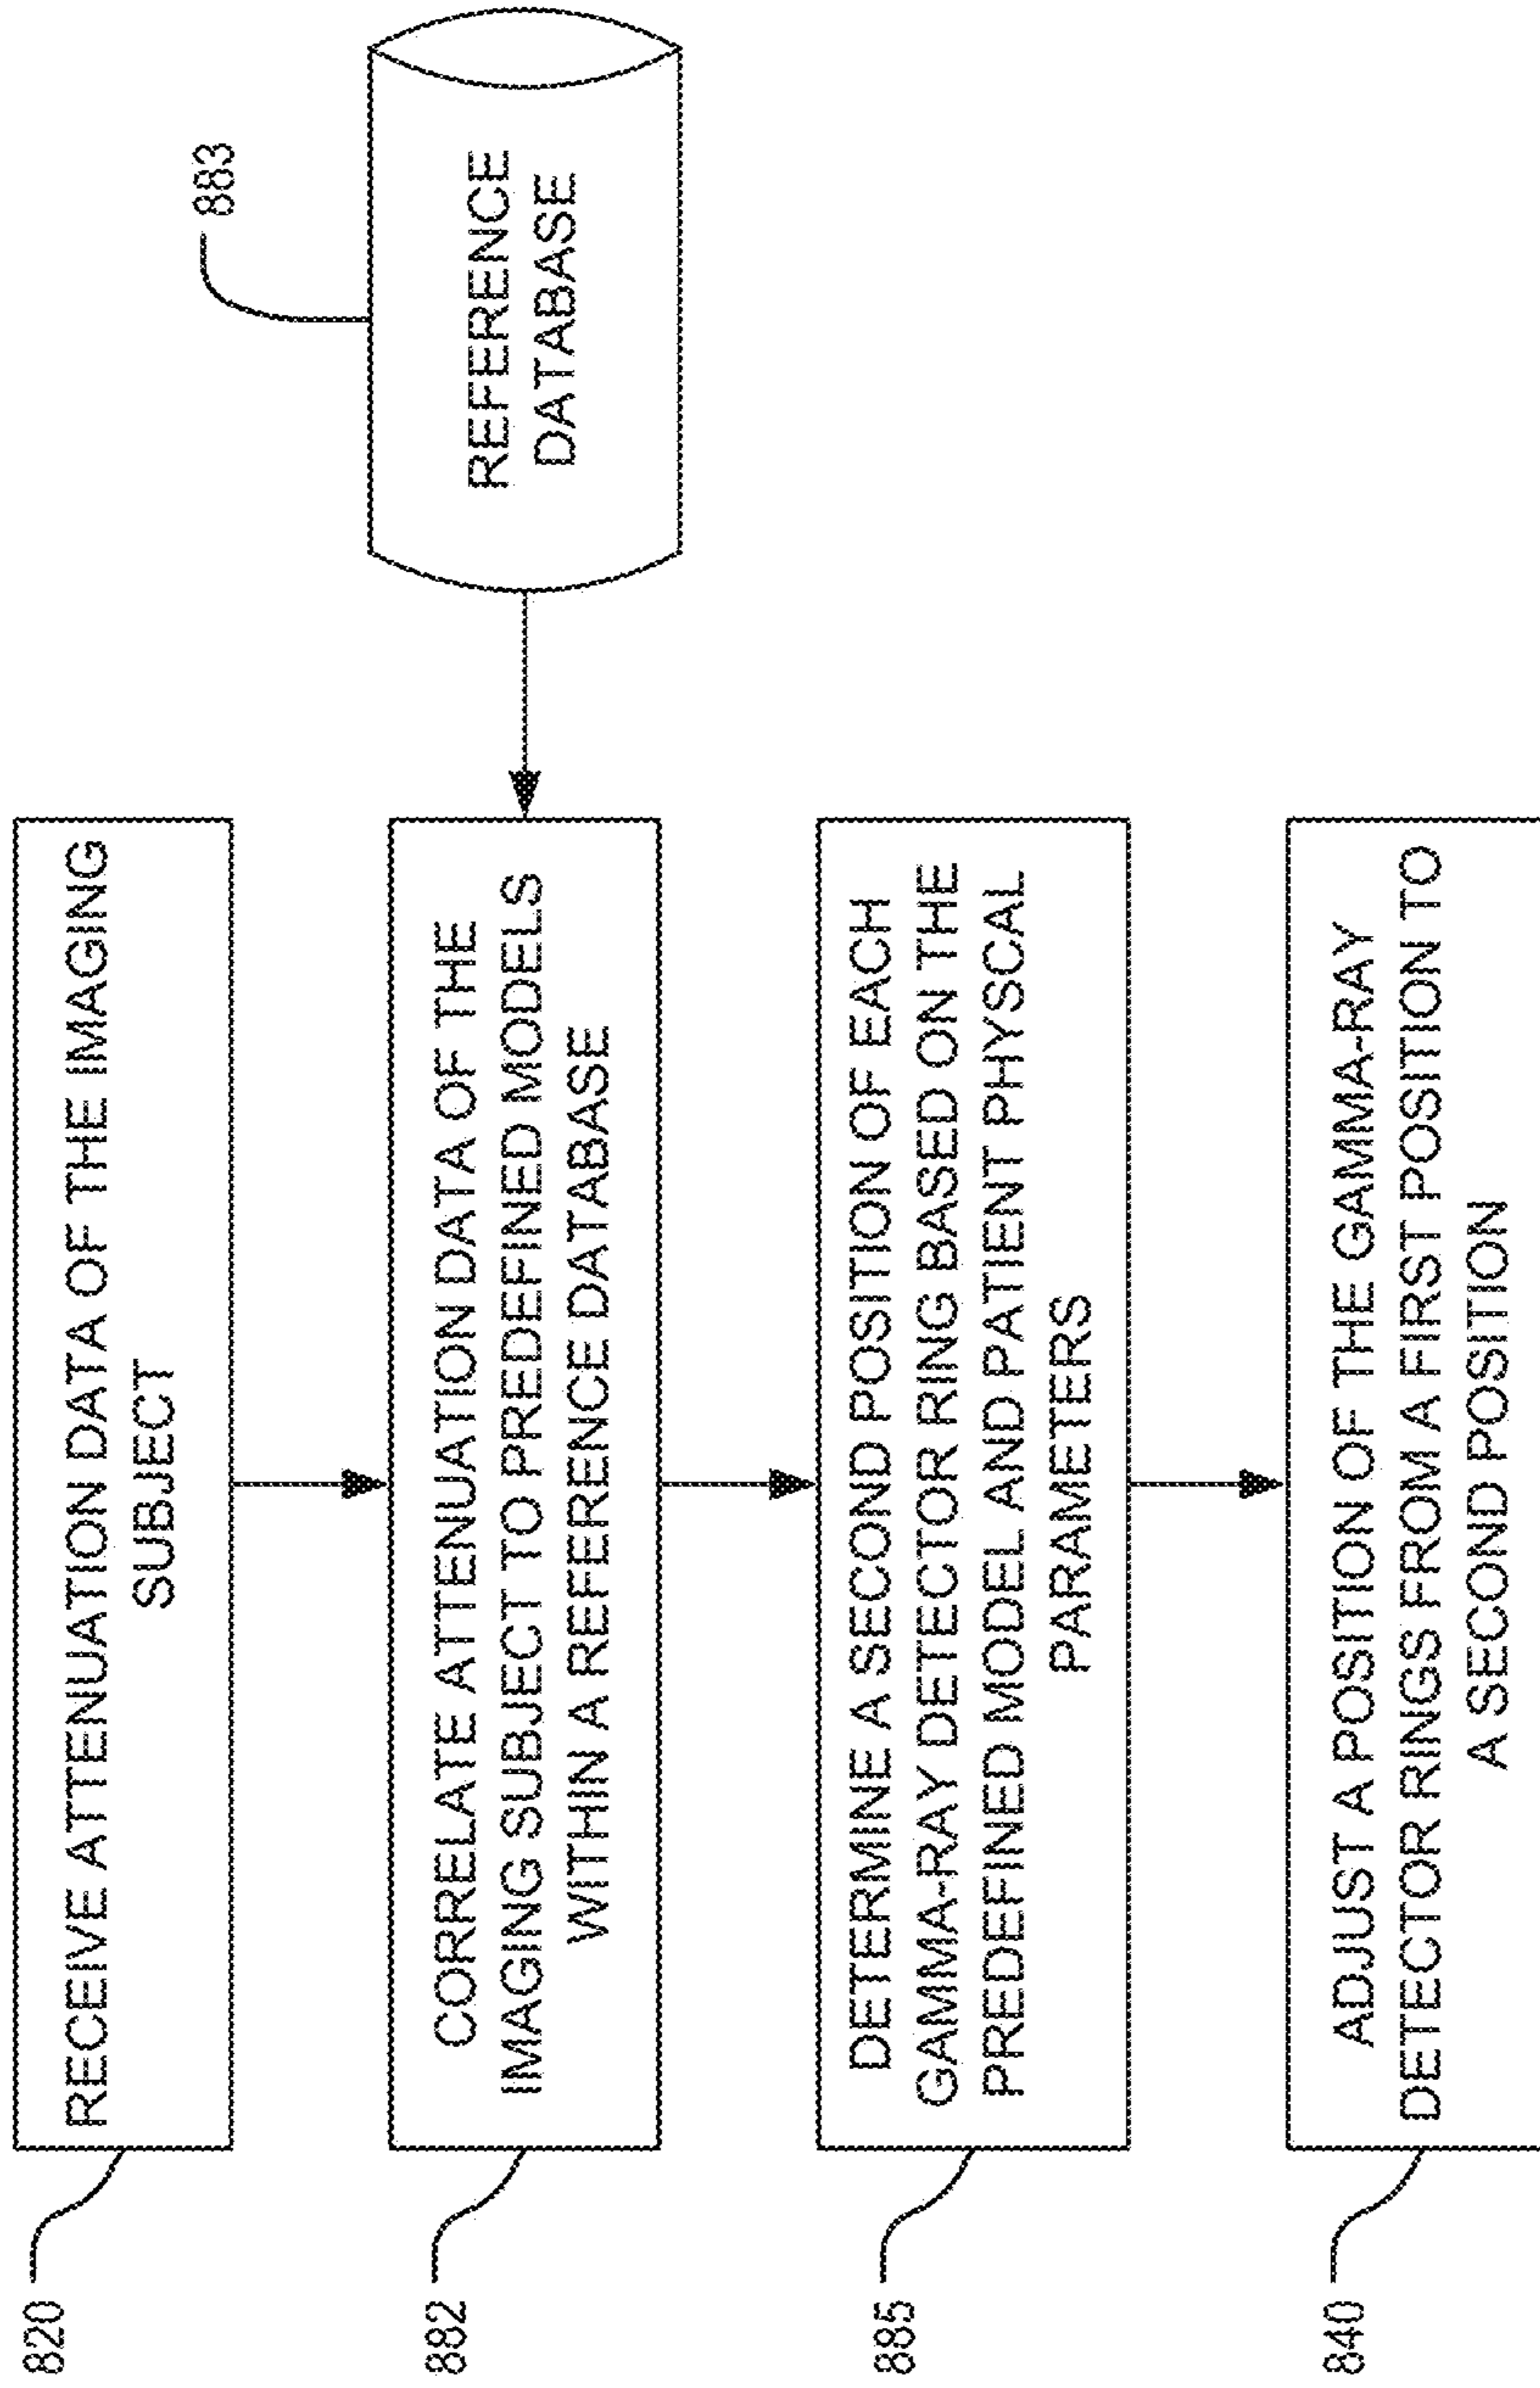 820
RECEIVE ATTENUATION DATA OF THE IMAGING
SUBJECT
883
REFERENCE
DATABASE
882
CORRELATE ATTENUATION DATA OF THE
IMAGING SUBJECT TO PREDEFINED MODELS
WITHIN A REFERENCE DATABASE
885
DETERMINE A SECOND POSITION OF EACH
GAMMA-RAY DETECTOR RING BASED ON THE
PREDEFINED MODEL AND PATIENT PHYSCAL
PARAMETERS
840
ADJUST A POSITION OF THE GAMMA-RAY
DETECTOR RINGS FROM A FIRST POSITION TO
A SECOND POSITION